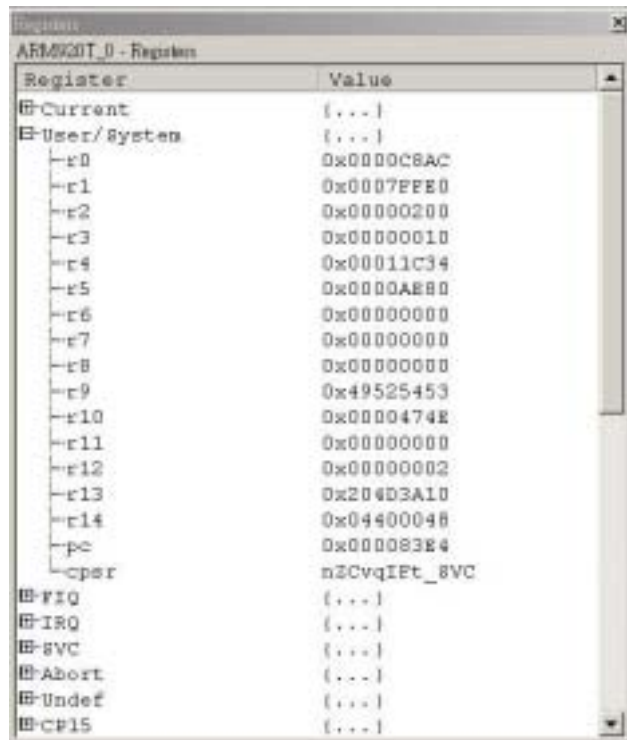 Registers
ARM920T_0 - Registers
Register Value
Current {...}
User/System {...}
r0 0x0000C8AC
r1 0x0007FFE0
r2 0x00000200
r3 0x00000010
r4 0x00011C34
r5 0x0000AE80
r6 0x00000000
r7 0x00000000
r8 0x00000000
r9 0x49525453
r10 0x0000474E
r11 0x00000000
r12 0x00000002
r13 0x204D3A10
r14 0x04400048
pc 0x000083E4
cpsr nZCvqIFt_SVC
FIQ {...}
IRQ {...}
SVC {...}
Abort {...}
Undef {...}
CP15 {...}